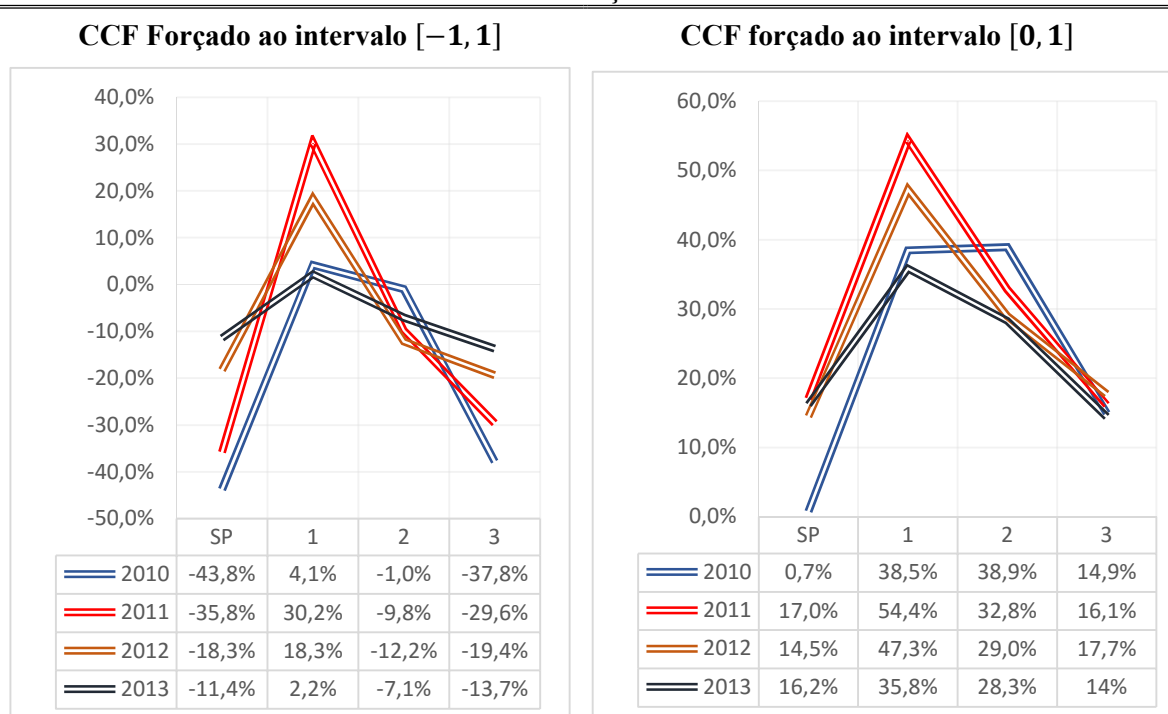 CCF Forçado ao intervalo [−1, 1]
40,0%
30,0%
20,0%
10,0%
0,0%
-10,0%
-20,0%
-30,0%
-40,0%
-50,0%
SP 1 2 3
2010 -43,8% 4,1% -1,0% -37,8%
2011 -35,8% 30,2% -9,8% -29,6%
2012 -18,3% 18,3% -12,2% -19,4%
2013 -11,4% 2,2% -7,1% -13,7%
CCF forçado ao intervalo [0, 1]
60,0%
50,0%
40,0%
30,0%
20,0%
10,0%
0,0%
SP 1 2 3
2010 0,7% 38,5% 38,9% 14,9%
2011 17,0% 54,4% 32,8% 16,1%
2012 14,5% 47,3% 29,0% 17,7%
2013 16,2% 35,8% 28,3% 14%